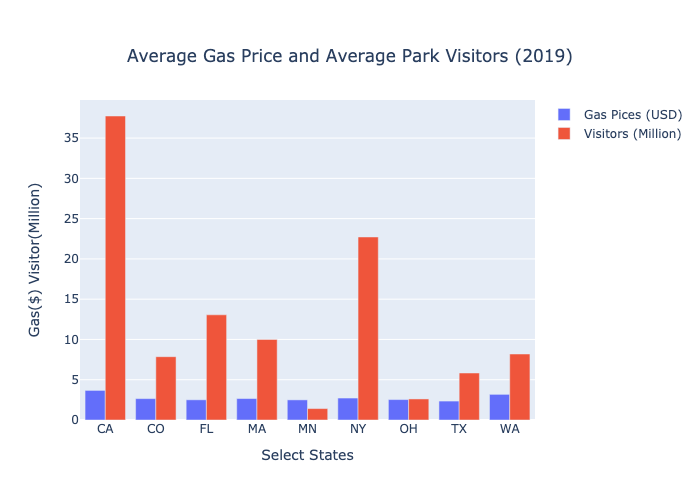 Average Gas Price and Average Park Visitors (2019)
Gas Pices (USD)
Visitors (Million)
Gas($) Visitor(Million)
35
30
25
20
15
10
5
0
CA CO FL MA MN NY OH TX WA
Select States